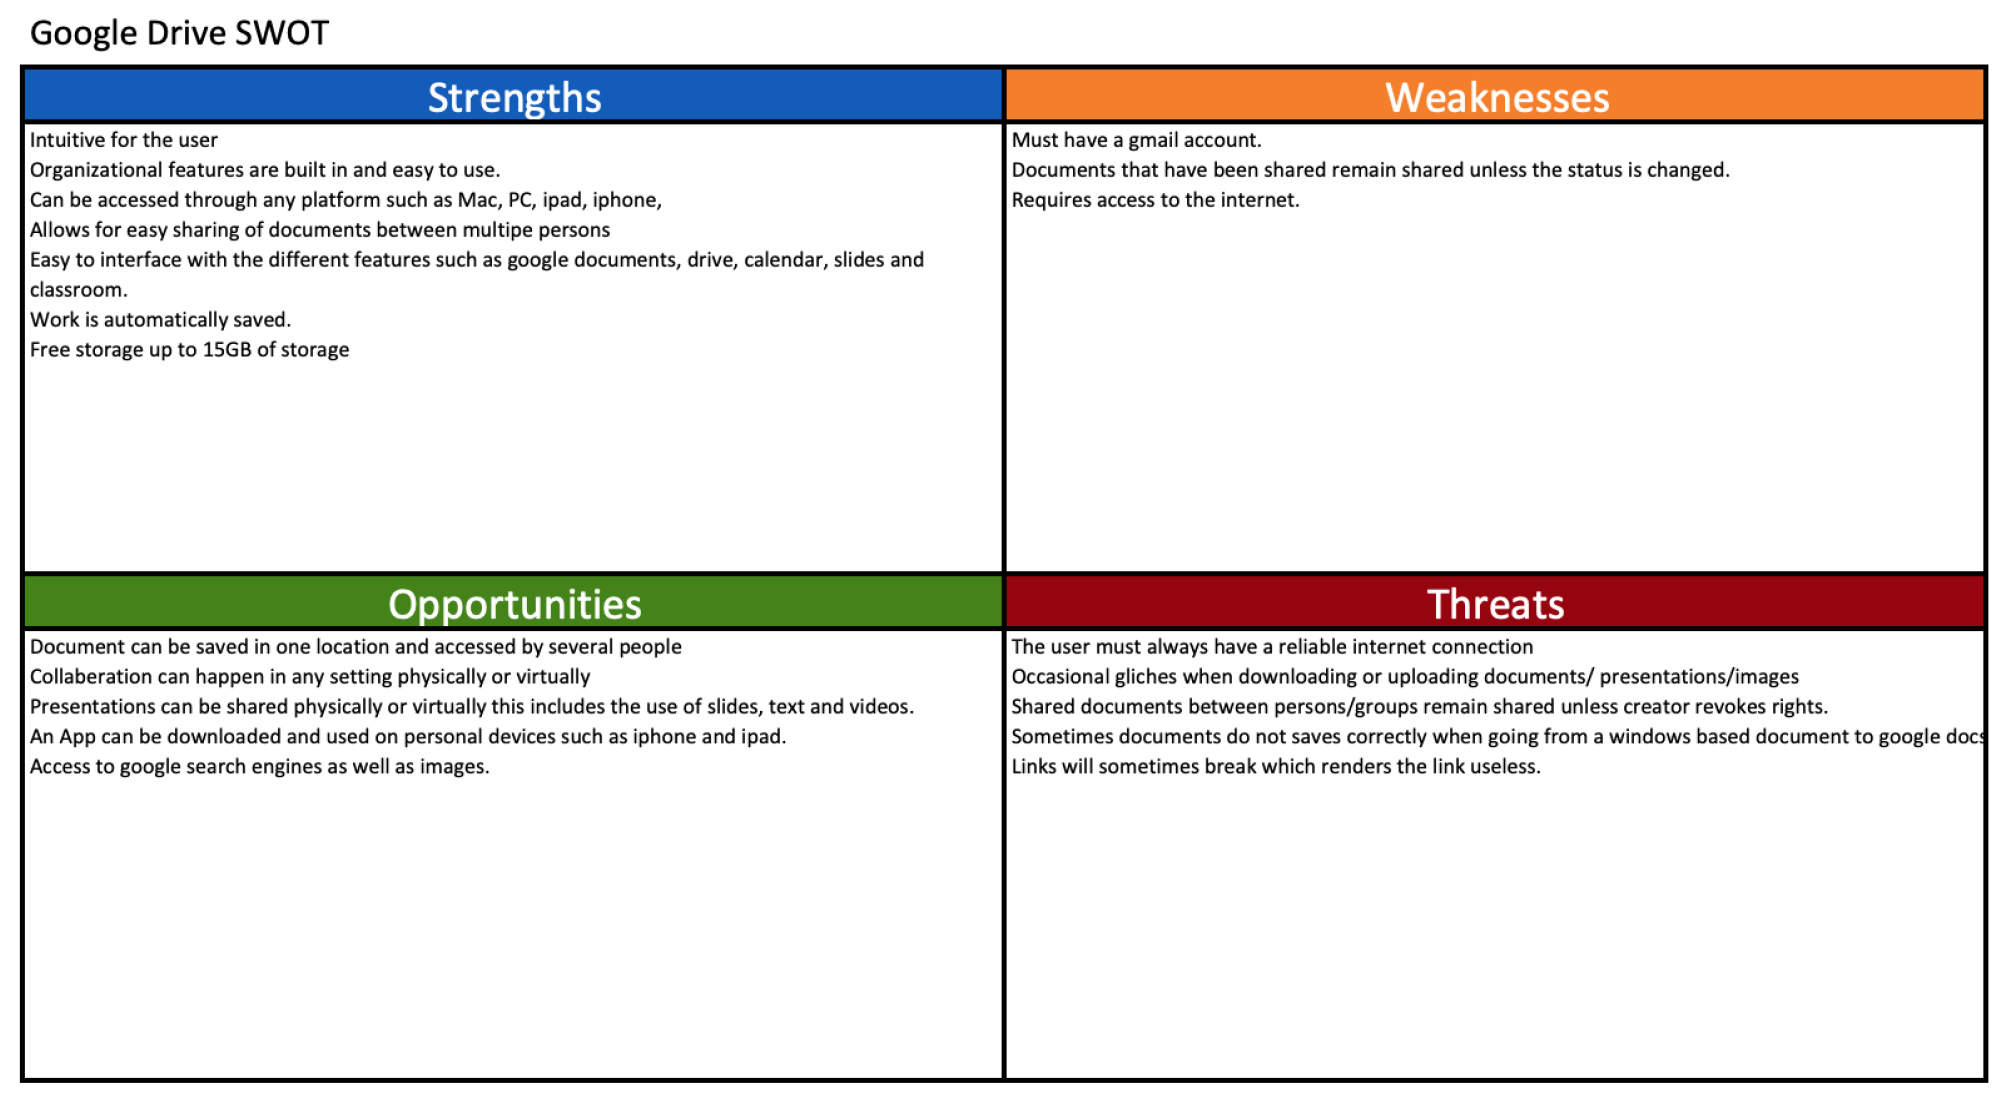 Google Drive SWOT
Strengths
Intuitive for the user
Organizational features are built in and easy to use.
Can be accessed through any platform such as Mac, PC, ipad, iphone,
Allows for easy sharing of documents between multipe persons
Easy to interface with the different features such as google documents, drive, calendar, slides and
classroom.
Work is automatically saved.
Free storage up to 15GB of storage
Weaknesses
Must have a gmail account.
Documents that have been shared remain shared unless the status is changed.
Requires access to the internet.
Opportunities
Document can be saved in one location and accessed by several people
Collaberation can happen in any setting physically or virtually
Presentations can be shared physically or virtually this includes the use of slides, text and videos.
An App can be downloaded and used on personal devices such as iphone and ipad.
Access to google search engines as well as images.
Threats
The user must always have a reliable internet connection
Occasional gliches when downloading or uploading documents/ presentations/images
Shared documents between persons/groups remain shared unless creator revokes rights.
Sometimes documents do not saves correctly when going from a windows based document to google docs
Links will sometimes break which renders the link useless.